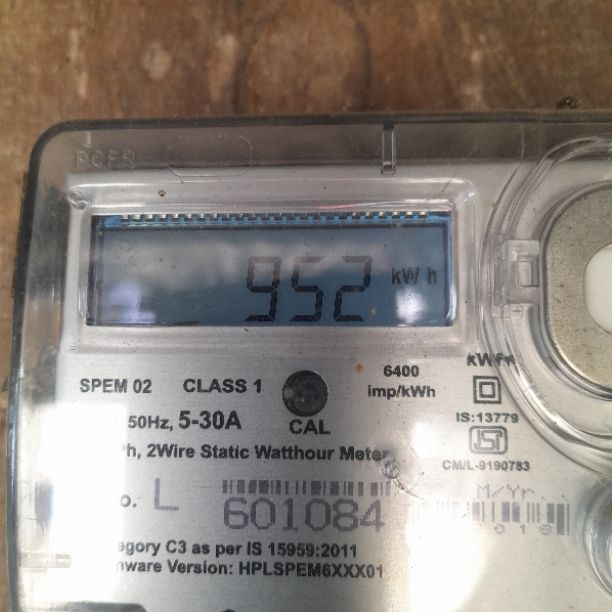 952 kWh
SPEM 02 CLASS 1
6400
imp/kWh
50Hz, 5-30A
CAL
IS:13779
ISI
CM/L-9190783
2Wire Static Watthour Meter
L 601084
M/Yr.
C3 as per IS 15959:2011
Version: HPLSPEM6XXX01